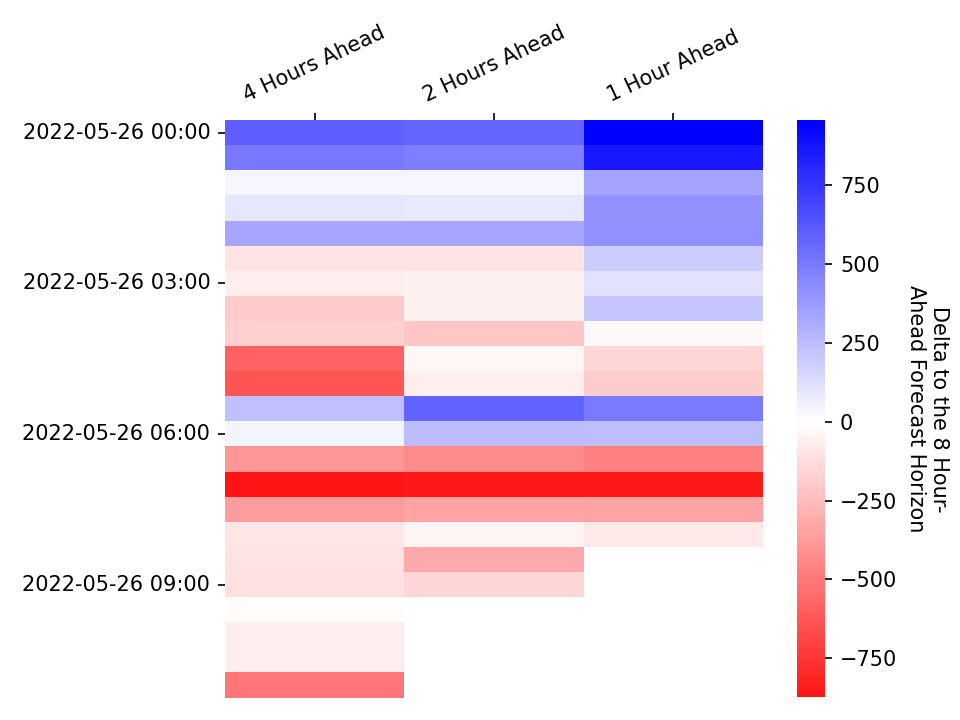 4 Hours Ahead
2 Hours Ahead
1 Hour Ahead
2022-05-26 00:00
2022-05-26 03:00
2022-05-26 06:00
2022-05-26 09:00
750
500
250
0
−250
−500
−750
Delta to the 8 Hour-
Ahead Forecast Horizon